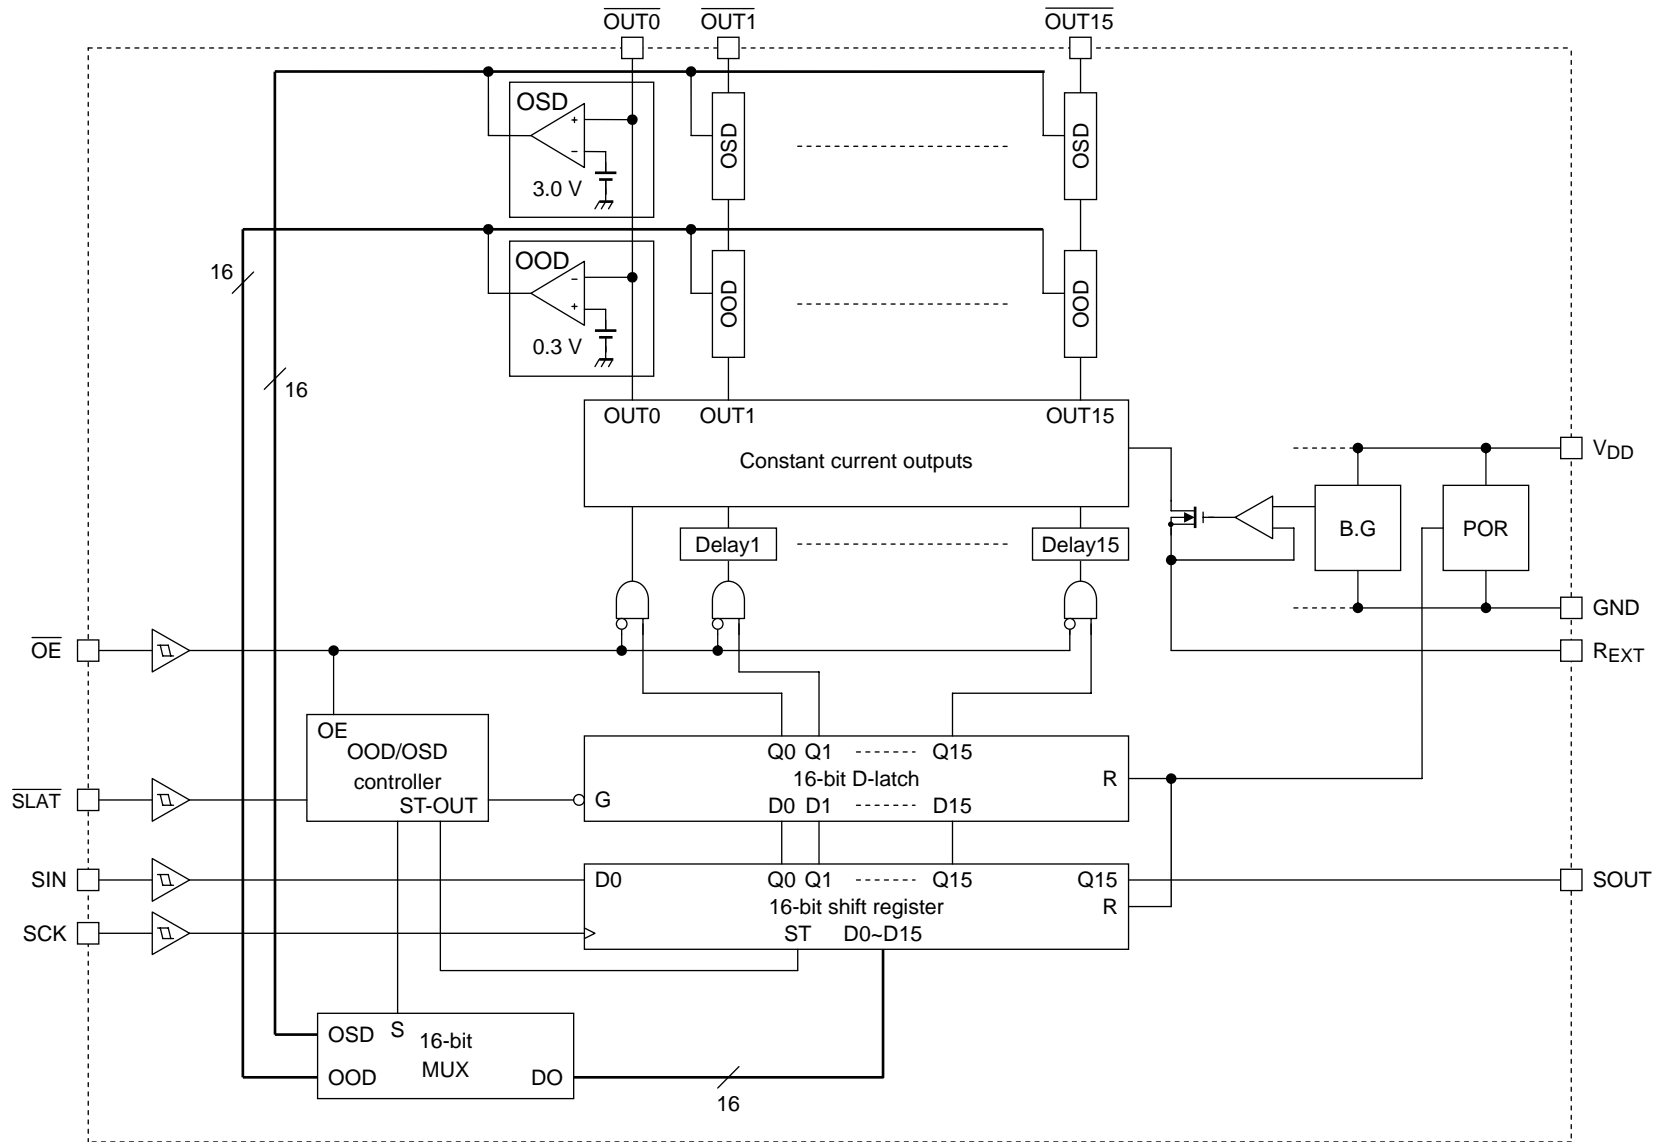 OUT0 OUT1 OUT15
OSD
+
−
3.0 V
OSD
OSD
OOD
−
+
0.3 V
OOD
OOD
16
16
OUT0 OUT1 OUT15
Constant current outputs
VDD
B.G
POR
Delay1 Delay15
GND
OE
REXT
OE
OOD/OSD
controller
ST-OUT
Q0 Q1 Q15
16-bit D-latch
R
G
D0 D1 D15
SLAT
SIN
D0 Q0 Q1 Q15 Q15
SOUT
16-bit shift register
R
SCK
ST D0~D15
OSD S 16-bit
MUX
OOD DO
16